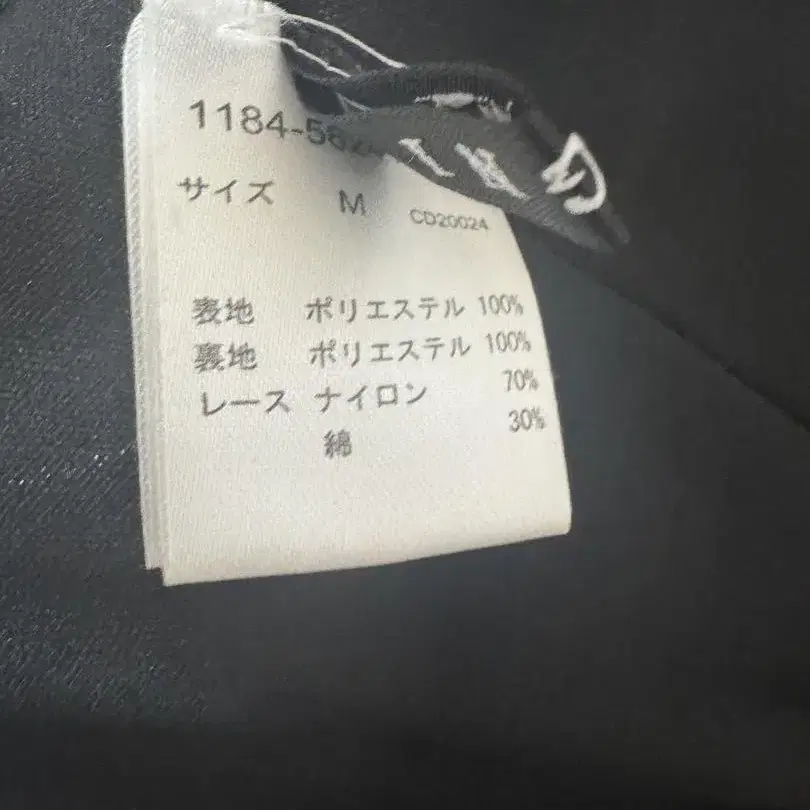 サイズ M CD20024
表地 ポリエステル 100%
裏地 ポリエステル 100%
レース ナイロン 70%
綿 30%